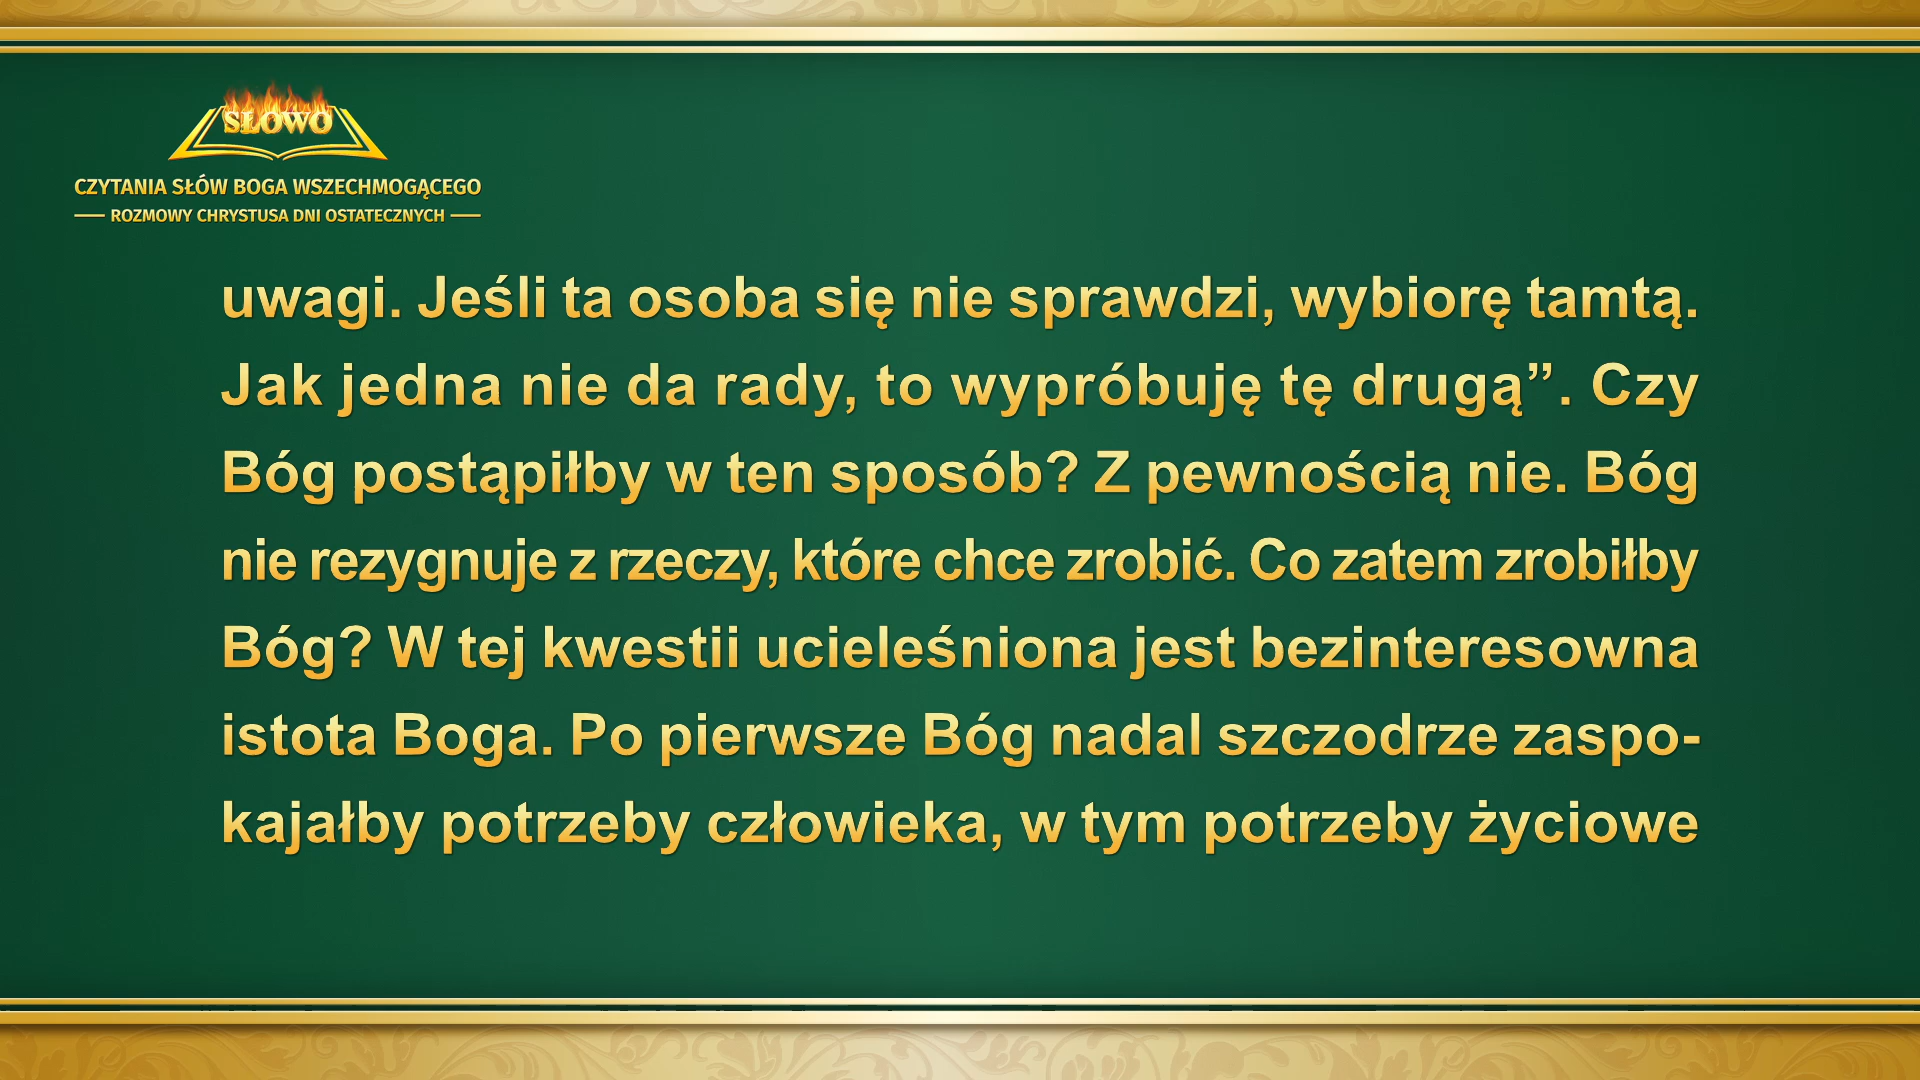 SŁOWO
CZYTANIA SŁÓW BOGA WSZECHMOGĄCEGO
ROZMOWY CHRYSTUSA DNI OSTATECZNYCH
uwagi. Jeśli ta osoba się nie sprawdzi, wybiorę tamtą.
Jak jedna nie da rady, to wypróbuję tę drugą”. Czy
Bóg postąpiłby w ten sposób? Z pewnością nie. Bóg
nie rezygnuje z rzeczy, które chce zrobić. Co zatem zrobiłby
Bóg? W tej kwestii ucieleśniona jest bezinteresowna
istota Boga. Po pierwsze Bóg nadal szczodrze zaspo-
kajałby potrzeby człowieka, w tym potrzeby życiowe